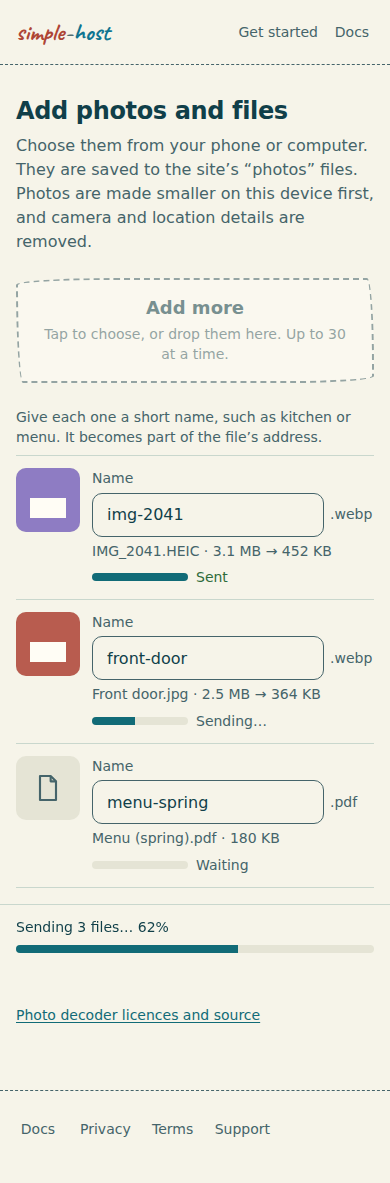 simple-host
Get started Docs
Add photos and files
Choose them from your phone or computer.
They are saved to the site’s “photos” files.
Photos are made smaller on this device first,
and camera and location details are
removed.
Add more
Tap to choose, or drop them here. Up to 30
at a time.
Give each one a short name, such as kitchen or
menu. It becomes part of the file’s address.
Name
img-2041 .webp
IMG_2041.HEIC · 3.1 MB → 452 KB
Sent
Name
front-door .webp
Front door.jpg · 2.5 MB → 364 KB
Sending…
Name
menu-spring .pdf
Menu (spring).pdf · 180 KB
Waiting
Sending 3 files… 62%
Photo decoder licences and source
Docs Privacy Terms Support